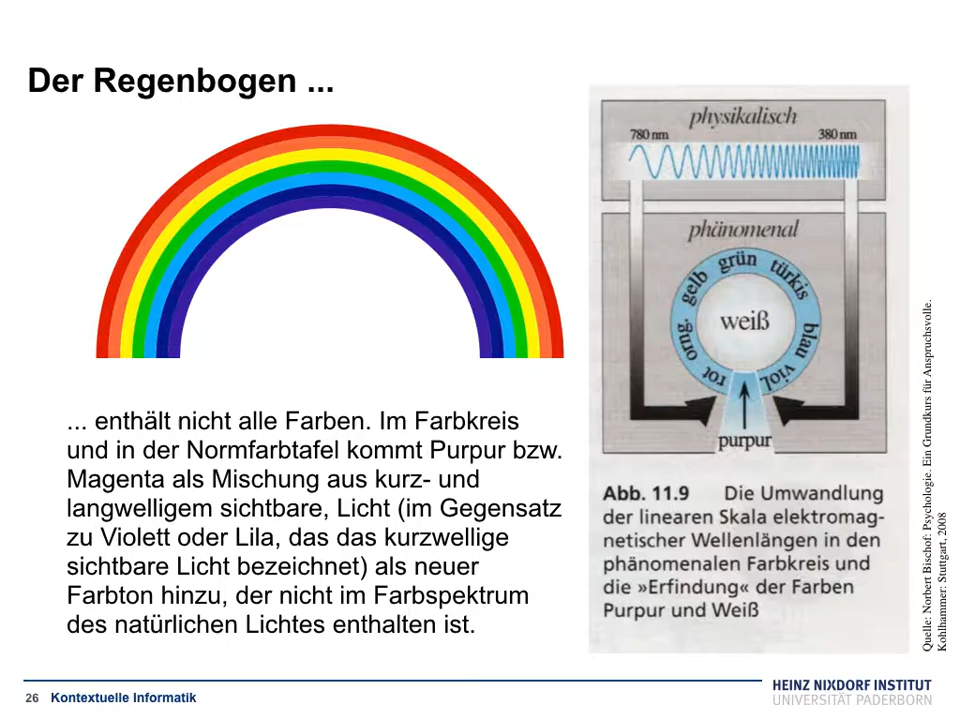 Der Regenbogen ...
... enthält nicht alle Farben. Im Farbkreis
und in der Normfarbtafel kommt Purpur bzw.
Magenta als Mischung aus kurz- und
langwelligem sichtbare, Licht (im Gegensatz
zu Violett oder Lila, das das kurzwellige
sichtbare Licht bezeichnet) als neuer
Farbton hinzu, der nicht im Farbspektrum
des natürlichen Lichtes enthalten ist.
physikalisch
780 nm 380 nm
phänomenal
rot orng. gelb grün türkis blau viol.
weiß
purpur
Abb. 11.9 Die Umwandlung
der linearen Skala elektromag-
netischer Wellenlängen in den
phänomenalen Farbkreis und
die »Erfindung« der Farben
Purpur und Weiß
Quelle: Norbert Bischof: Psychologie. Ein Grundkurs für Anspruchsvolle.
Kohlhammer: Stuttgart, 2008
26 Kontextuelle Informatik
HEINZ NIXDORF INSTITUT
UNIVERSITÄT PADERBORN